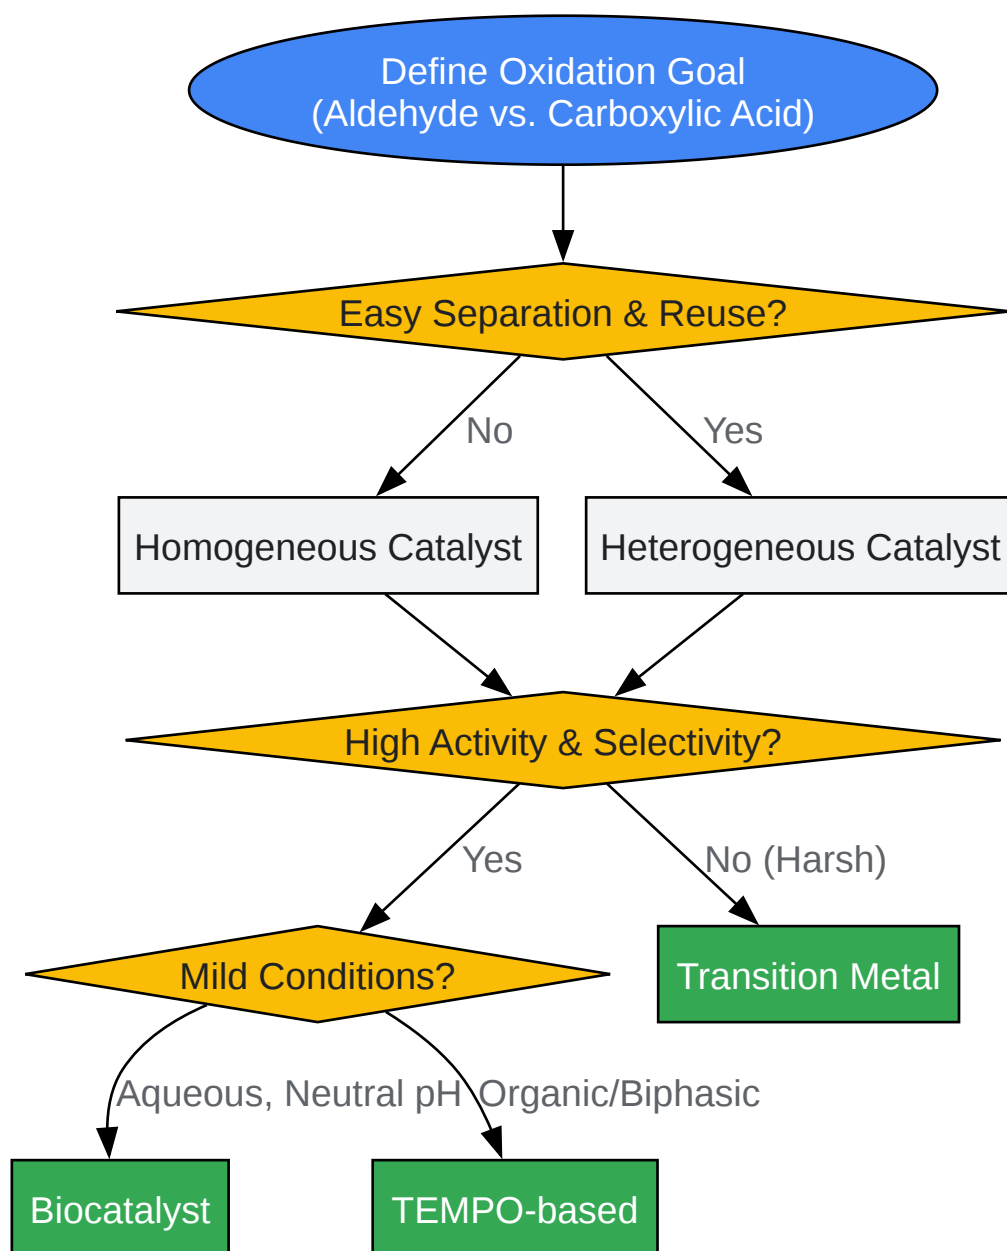 Define Oxidation Goal
(Aldehyde vs. Carboxylic Acid)
Easy Separation & Reuse?
No
Yes
Homogeneous Catalyst
Heterogeneous Catalyst
High Activity & Selectivity?
Yes
No (Harsh)
Mild Conditions?
Transition Metal
Aqueous, Neutral pH
Organic/Biphasic
Biocatalyst
TEMPO-based